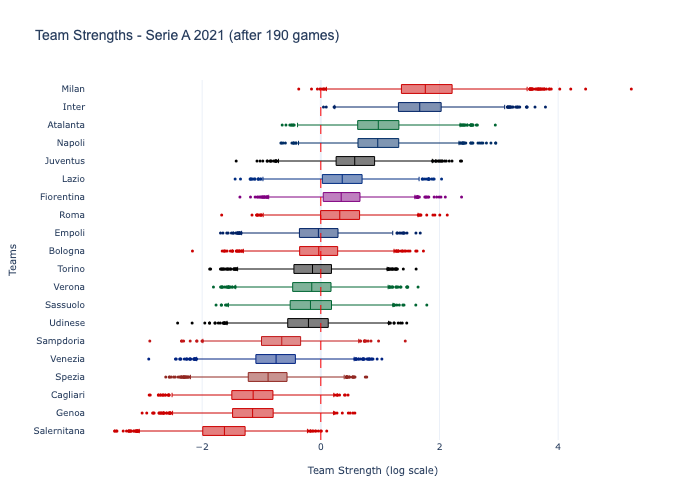 Team Strengths - Serie A 2021 (after 190 games)
Milan
Inter
Atalanta
Napoli
Juventus
Lazio
Fiorentina
Roma
Empoli
Bologna
Torino
Verona
Sassuolo
Udinese
Sampdoria
Venezia
Spezia
Cagliari
Genoa
Salernitana
Teams
−2 0 2 4
Team Strength (log scale)